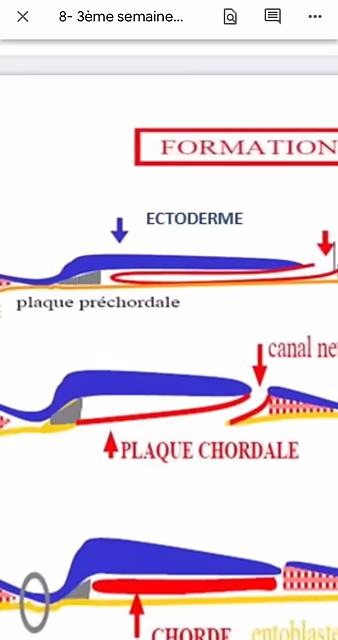 8- 3ème semaine...
FORMATION
ECTODERME
plaque préchordale
canal ne
PLAQUE CHORDALE
CHORDE
entoblaste